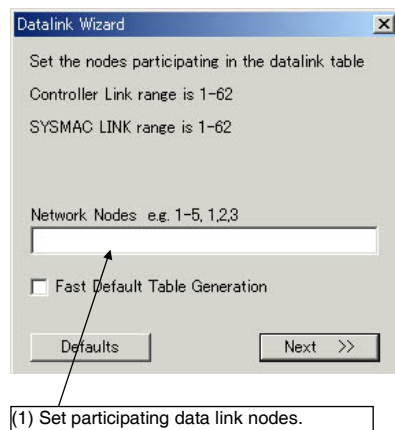 Datalink Wizard
Set the nodes participating in the datalink table
Controller Link range is 1-62
SYSMAC LINK range is 1-62
Network Nodes e.g. 1-5, 1,2,3
Fast Default Table Generation
Defaults
Next >>
(1) Set participating data link nodes.